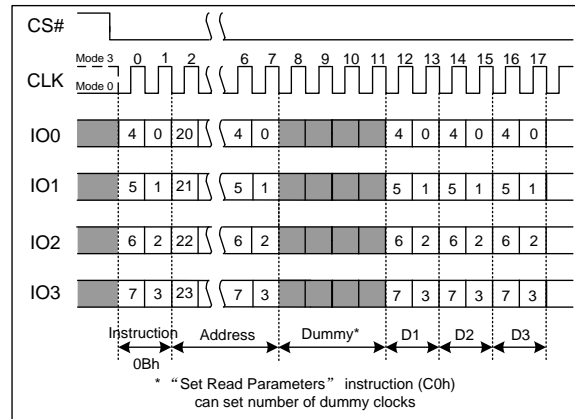 CS#
Mode 3 0 1 2 6 7 8 9 10 11 12 13 14 15 16 17
CLK
Mode 0
IO0 4 0 20 4 0 4 0 4 0 4 0
IO1 5 1 21 5 1 5 1 5 1 5 1
IO2 6 2 22 6 2 6 2 6 2 6 2
IO3 7 3 23 7 3 7 3 7 3 7 3
Instruction Address Dummy* D1 D2 D3
0Bh
* “Set Read Parameters” instruction (C0h)
can set number of dummy clocks